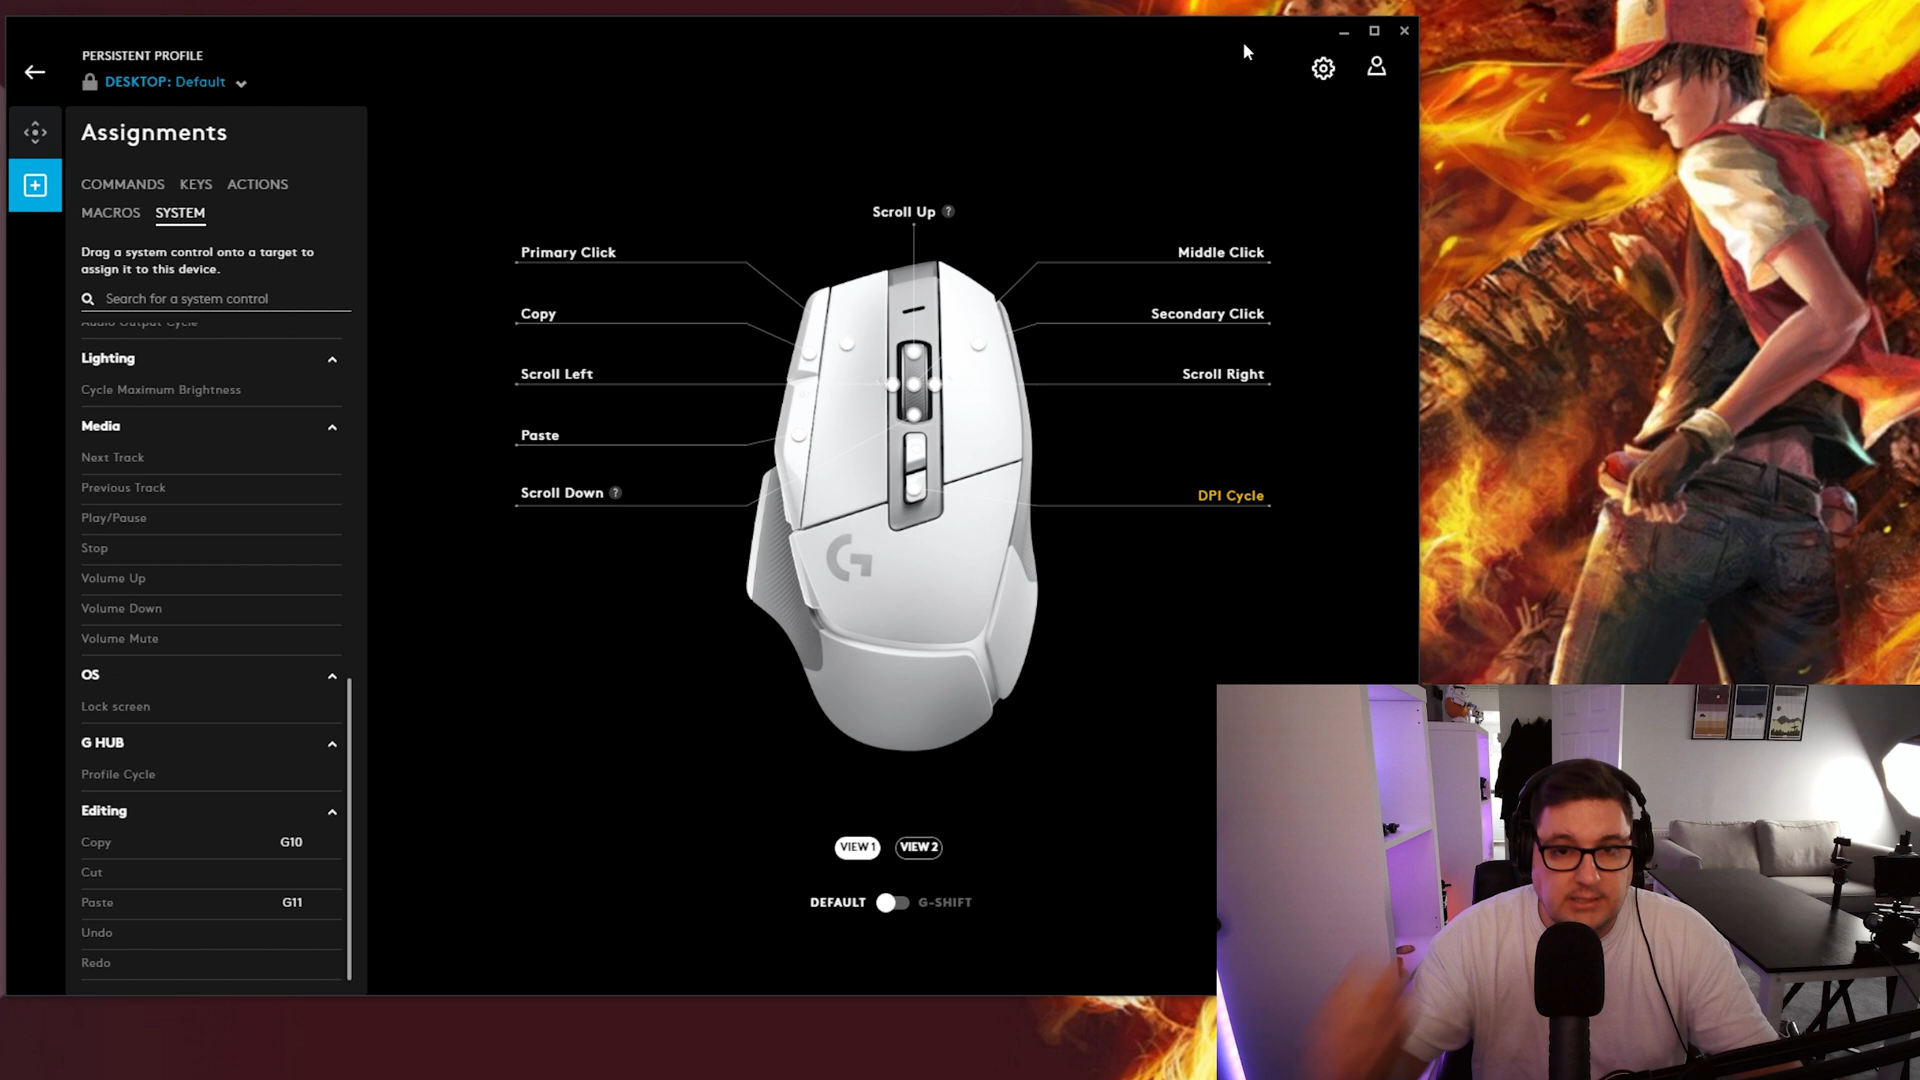 PERSISTENT PROFILE
DESKTOP: Default
Assignments
COMMANDS KEYS ACTIONS
MACROS SYSTEM
Drag a system control onto a target to
assign it to this device.
Search for a system control
Audio Output Cycle
Lighting
Cycle Maximum Brightness
Media
Next Track
Previous Track
Play/Pause
Stop
Volume Up
Volume Down
Volume Mute
OS
Lock screen
G HUB
Profile Cycle
Editing
Copy G10
Cut
Paste G11
Undo
Redo
Scroll Up ?
Primary Click
Copy
Scroll Left
Paste
Scroll Down ?
Middle Click
Secondary Click
Scroll Right
DPI Cycle
G
VIEW 1 VIEW 2
DEFAULT G-SHIFT